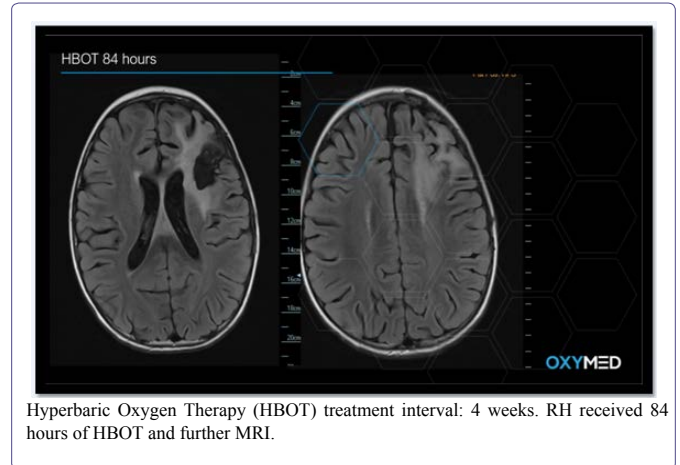 HBOT 84 hours
4cm
6cm
8cm
10cm
12cm
14cm
16cm
18cm
20cm
OXYMED
Hyperbaric Oxygen Therapy (HBOT) treatment interval: 4 weeks. RH received 84
hours of HBOT and further MRI.